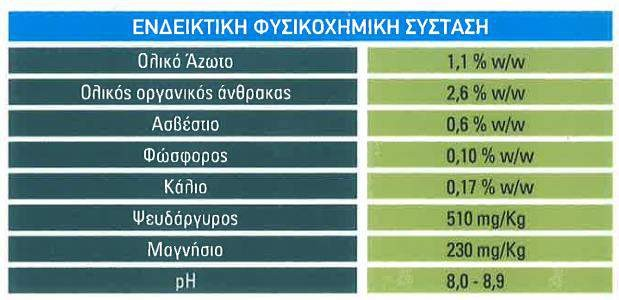 ΕΝΔΕΙΚΤΙΚΗ ΦΥΣΙΚΟΧΗΜΙΚΗ ΣΥΣΤΑΣΗ
Ολικό Άζωτο 1,1 % w/w
Ολικός οργανικός άνθρακας 2,6 % w/w
Ασβέστιο 0,6 % w/w
Φώσφορος 0,10 % w/w
Κάλιο 0,17 % w/w
Ψευδάργυρος 510 mg/Kg
Μαγνήσιο 230 mg/Kg
pH 8,0 - 8,9